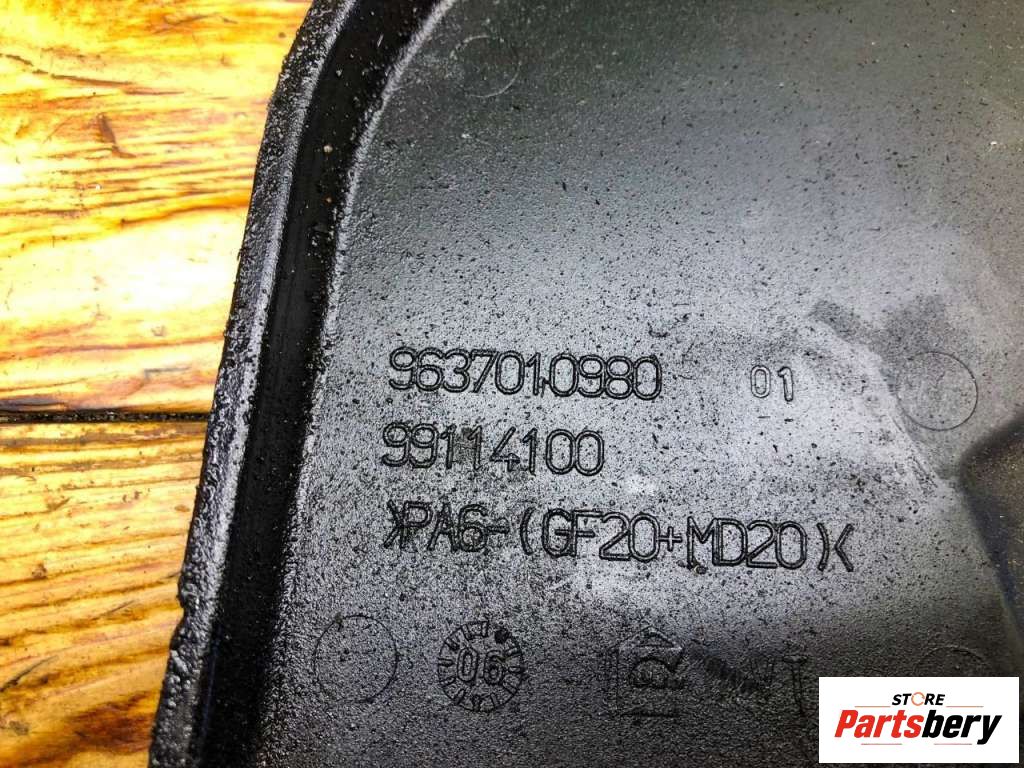 9637010980 01
99114100
>PA6-(GF20+MD20)<
06
STORE
Partsbery